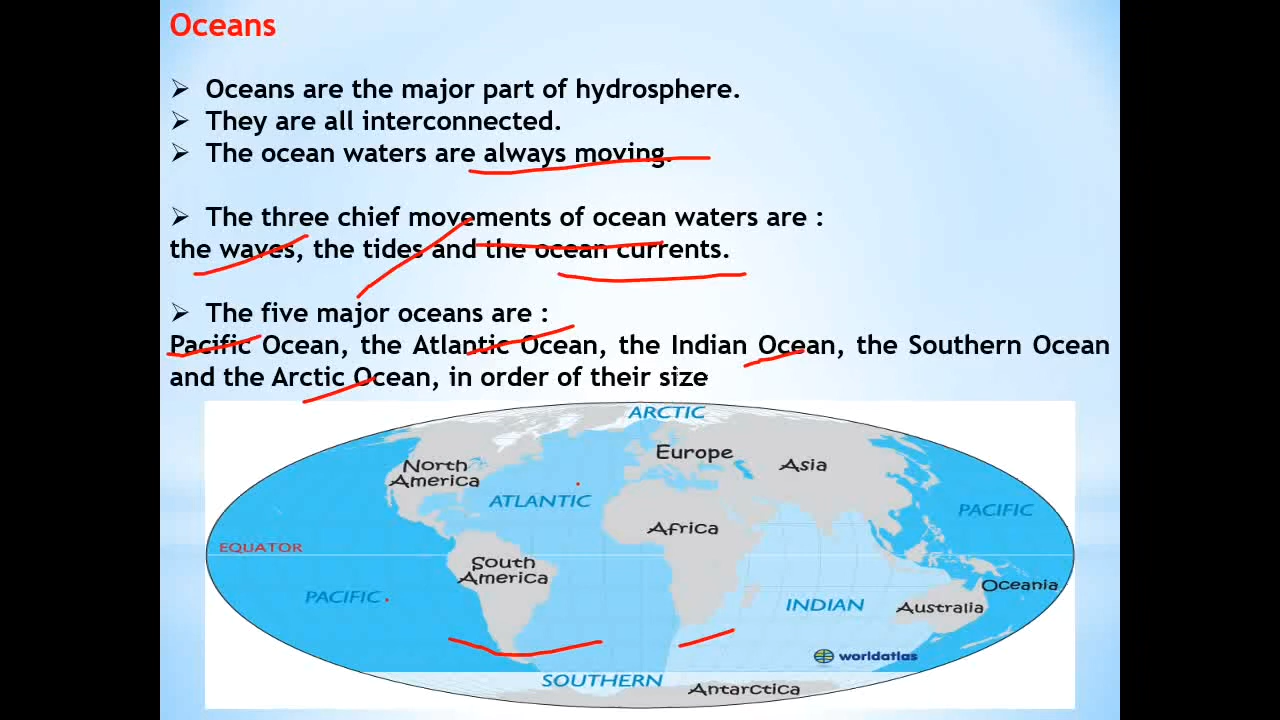 Oceans
➢ Oceans are the major part of hydrosphere.
➢ They are all interconnected.
➢ The ocean waters are always moving.
➢ The three chief movements of ocean waters are :
the waves, the tides and the ocean currents.
➢ The five major oceans are :
Pacific Ocean, the Atlantic Ocean, the Indian Ocean, the Southern Ocean
and the Arctic Ocean, in order of their size
ARCTIC
North
America
Europe
Asia
ATLANTIC
PACIFIC
Africa
EQUATOR
South
America
Oceania
PACIFIC
INDIAN
Australia
worldatlas
SOUTHERN
Antarctica